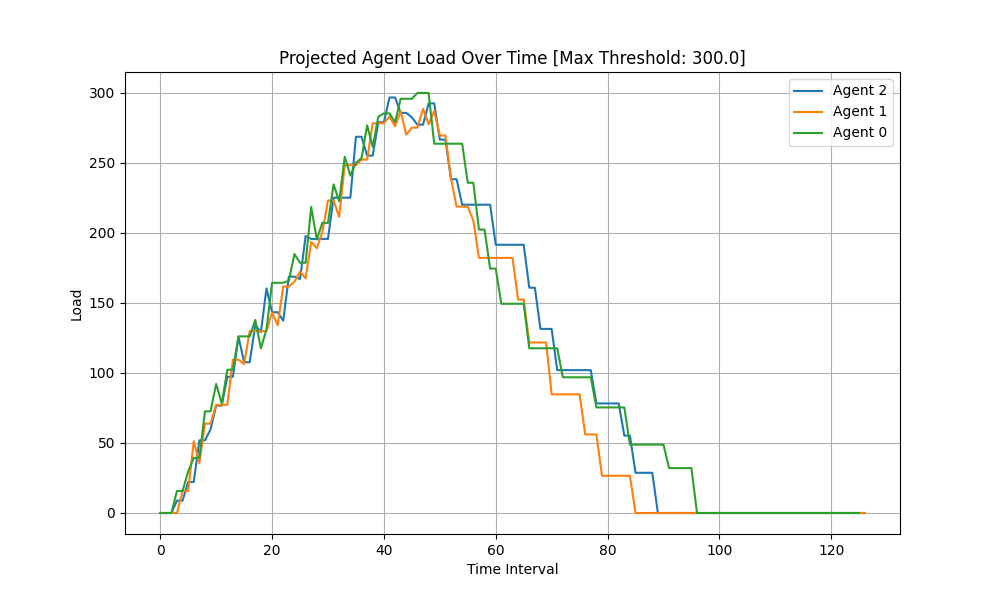 Projected Agent Load Over Time [Max Threshold: 300.0]
Agent 2
Agent 1
Agent 0
Load
300
250
200
150
100
50
0
0 20 40 60 80 100 120
Time Interval